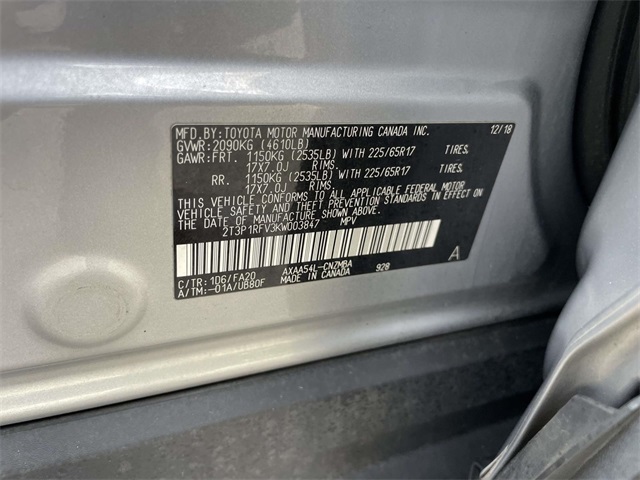 MFD.BY:TOYOTA MOTOR MANUFACTURING CANADA INC. 12/18
GVWR:2090KG (4610LB)
GAWR:FRT. 1150KG (2535LB) WITH 225/65R17 TIRES.
17X7.0J RIMS.
RR. 1150KG (2535LB) WITH 225/65R17 TIRES.
17X7.0J RIMS.
THIS VEHICLE CONFORMS TO ALL APPLICABLE FEDERAL MOTOR
VEHICLE SAFETY AND THEFT PREVENTION STANDARDS IN EFFECT ON
THE DATE OF MANUFACTURE SHOWN ABOVE.
2T3P1RFV3KW003847 MPV
A
C/TR:106/FA20 AXAA54L-CNZMBA 928
A/TM:-01A/UB80F MADE IN CANADA